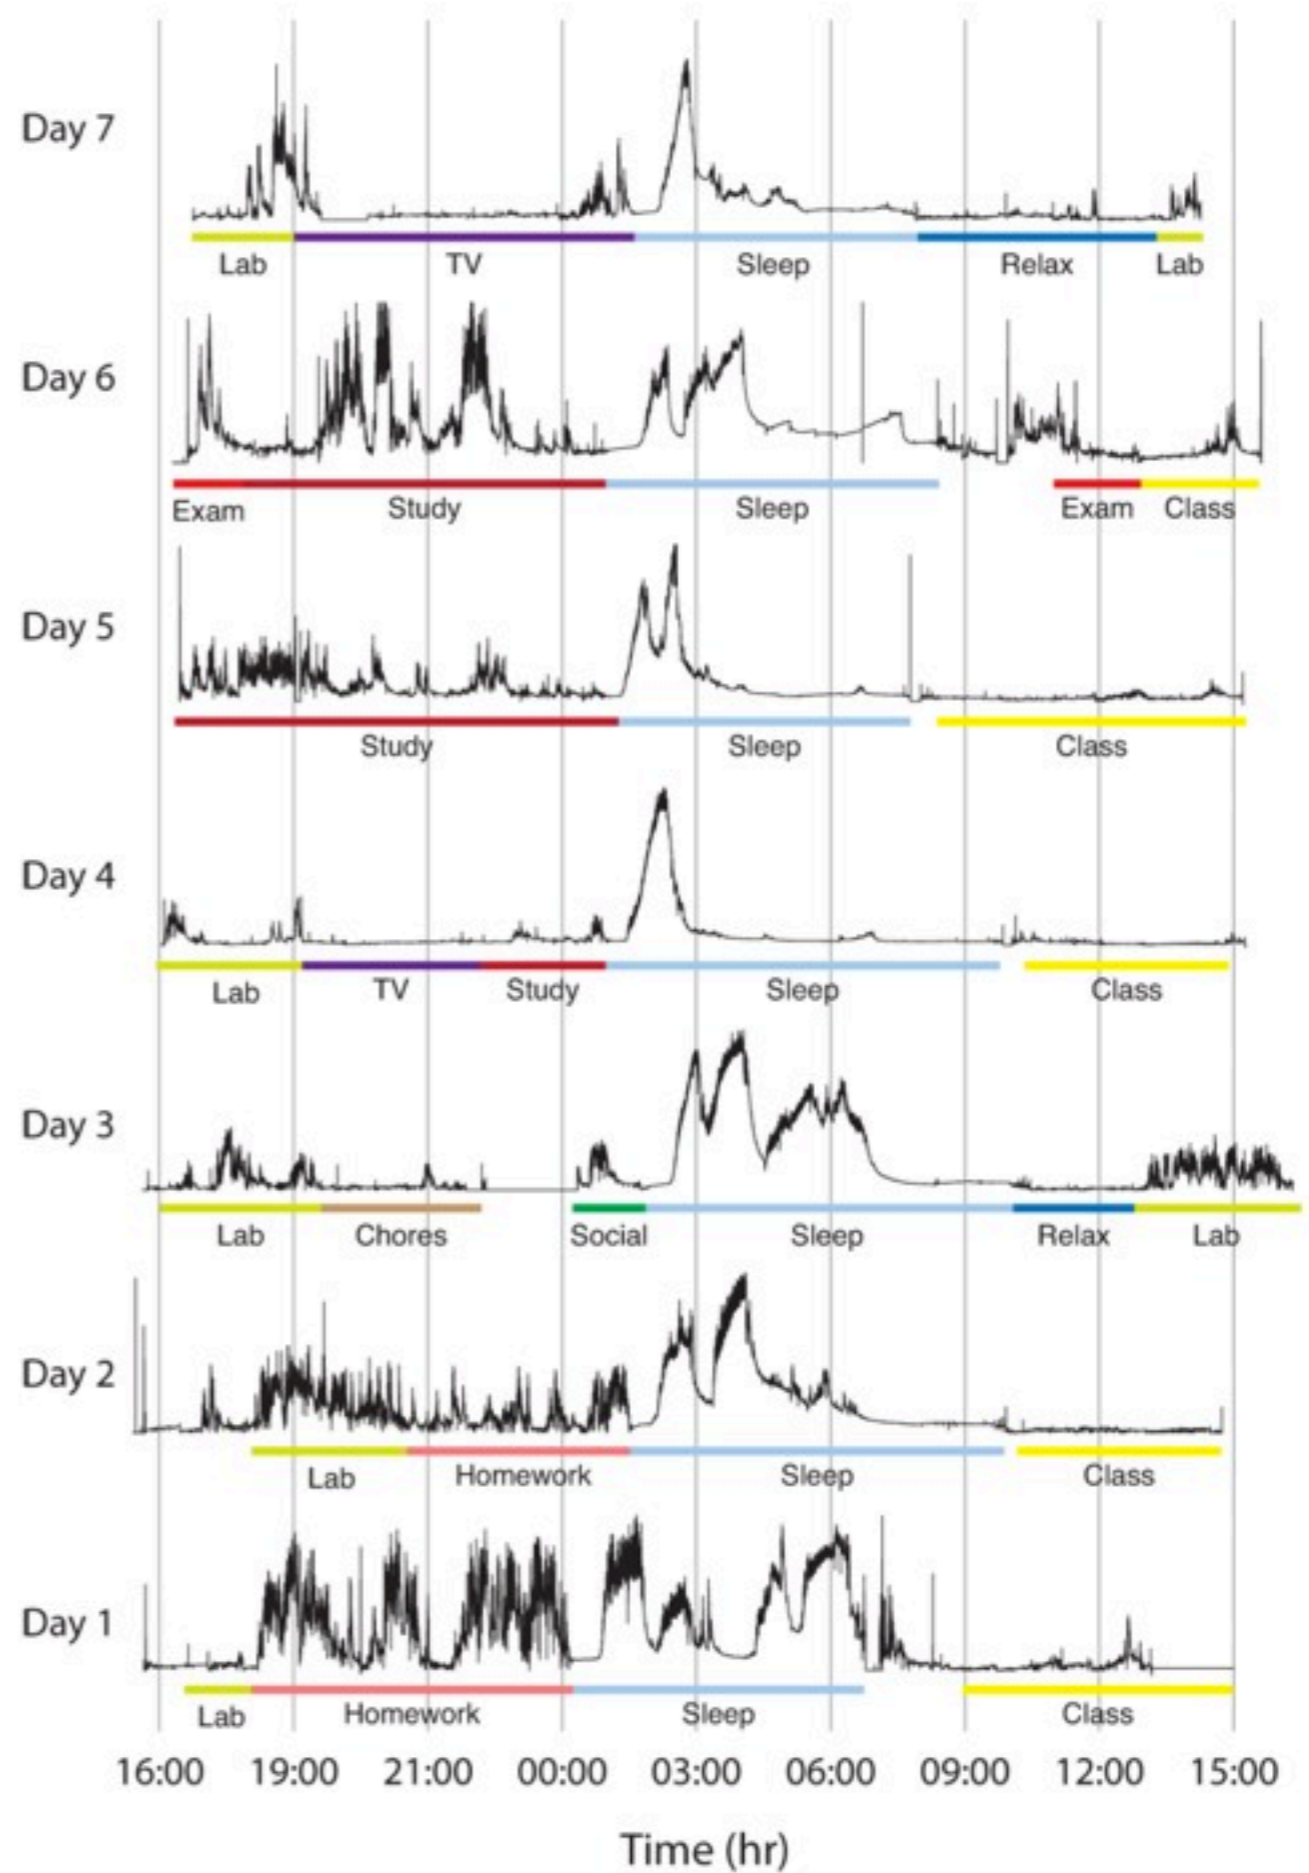 Day 7
Lab TV Sleep Relax Lab
Day 6
Exam Study Sleep Exam Class
Day 5
Study Sleep Class
Day 4
Lab TV Study Sleep Class
Day 3
Lab Chores Social Sleep Relax Lab
Day 2
Lab Homework Sleep Class
Day 1
Lab Homework Sleep Class
16:00 19:00 21:00 00:00 03:00 06:00 09:00 12:00 15:00
Time (hr)